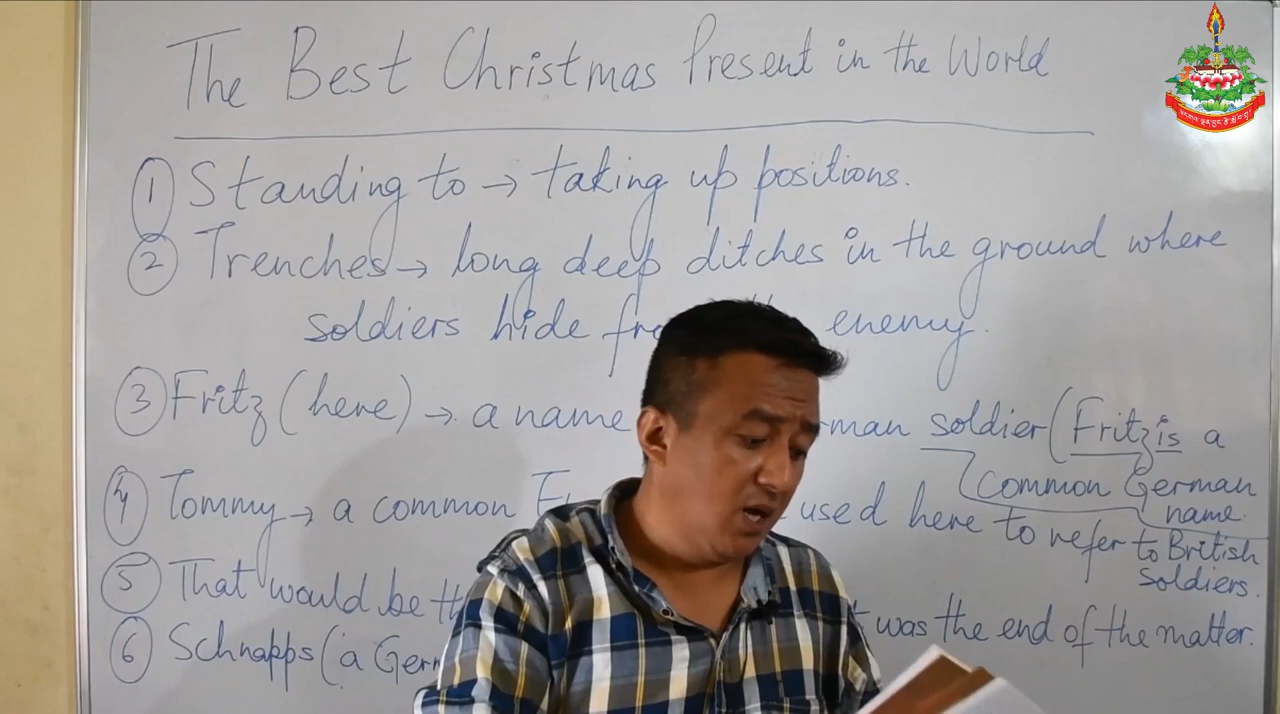 The Best Christmas Present in the World
① Standing to → taking up positions.
② Trenches → long deep ditches in the ground where
soldiers hide enemy.
③ Fritz (here) → a name soldier (Fritz is a
common German
name.
④ Tommy → a common used here to refer to British
soldiers.
⑤ That would be was the end of the matter.
⑥ Schnapps (a